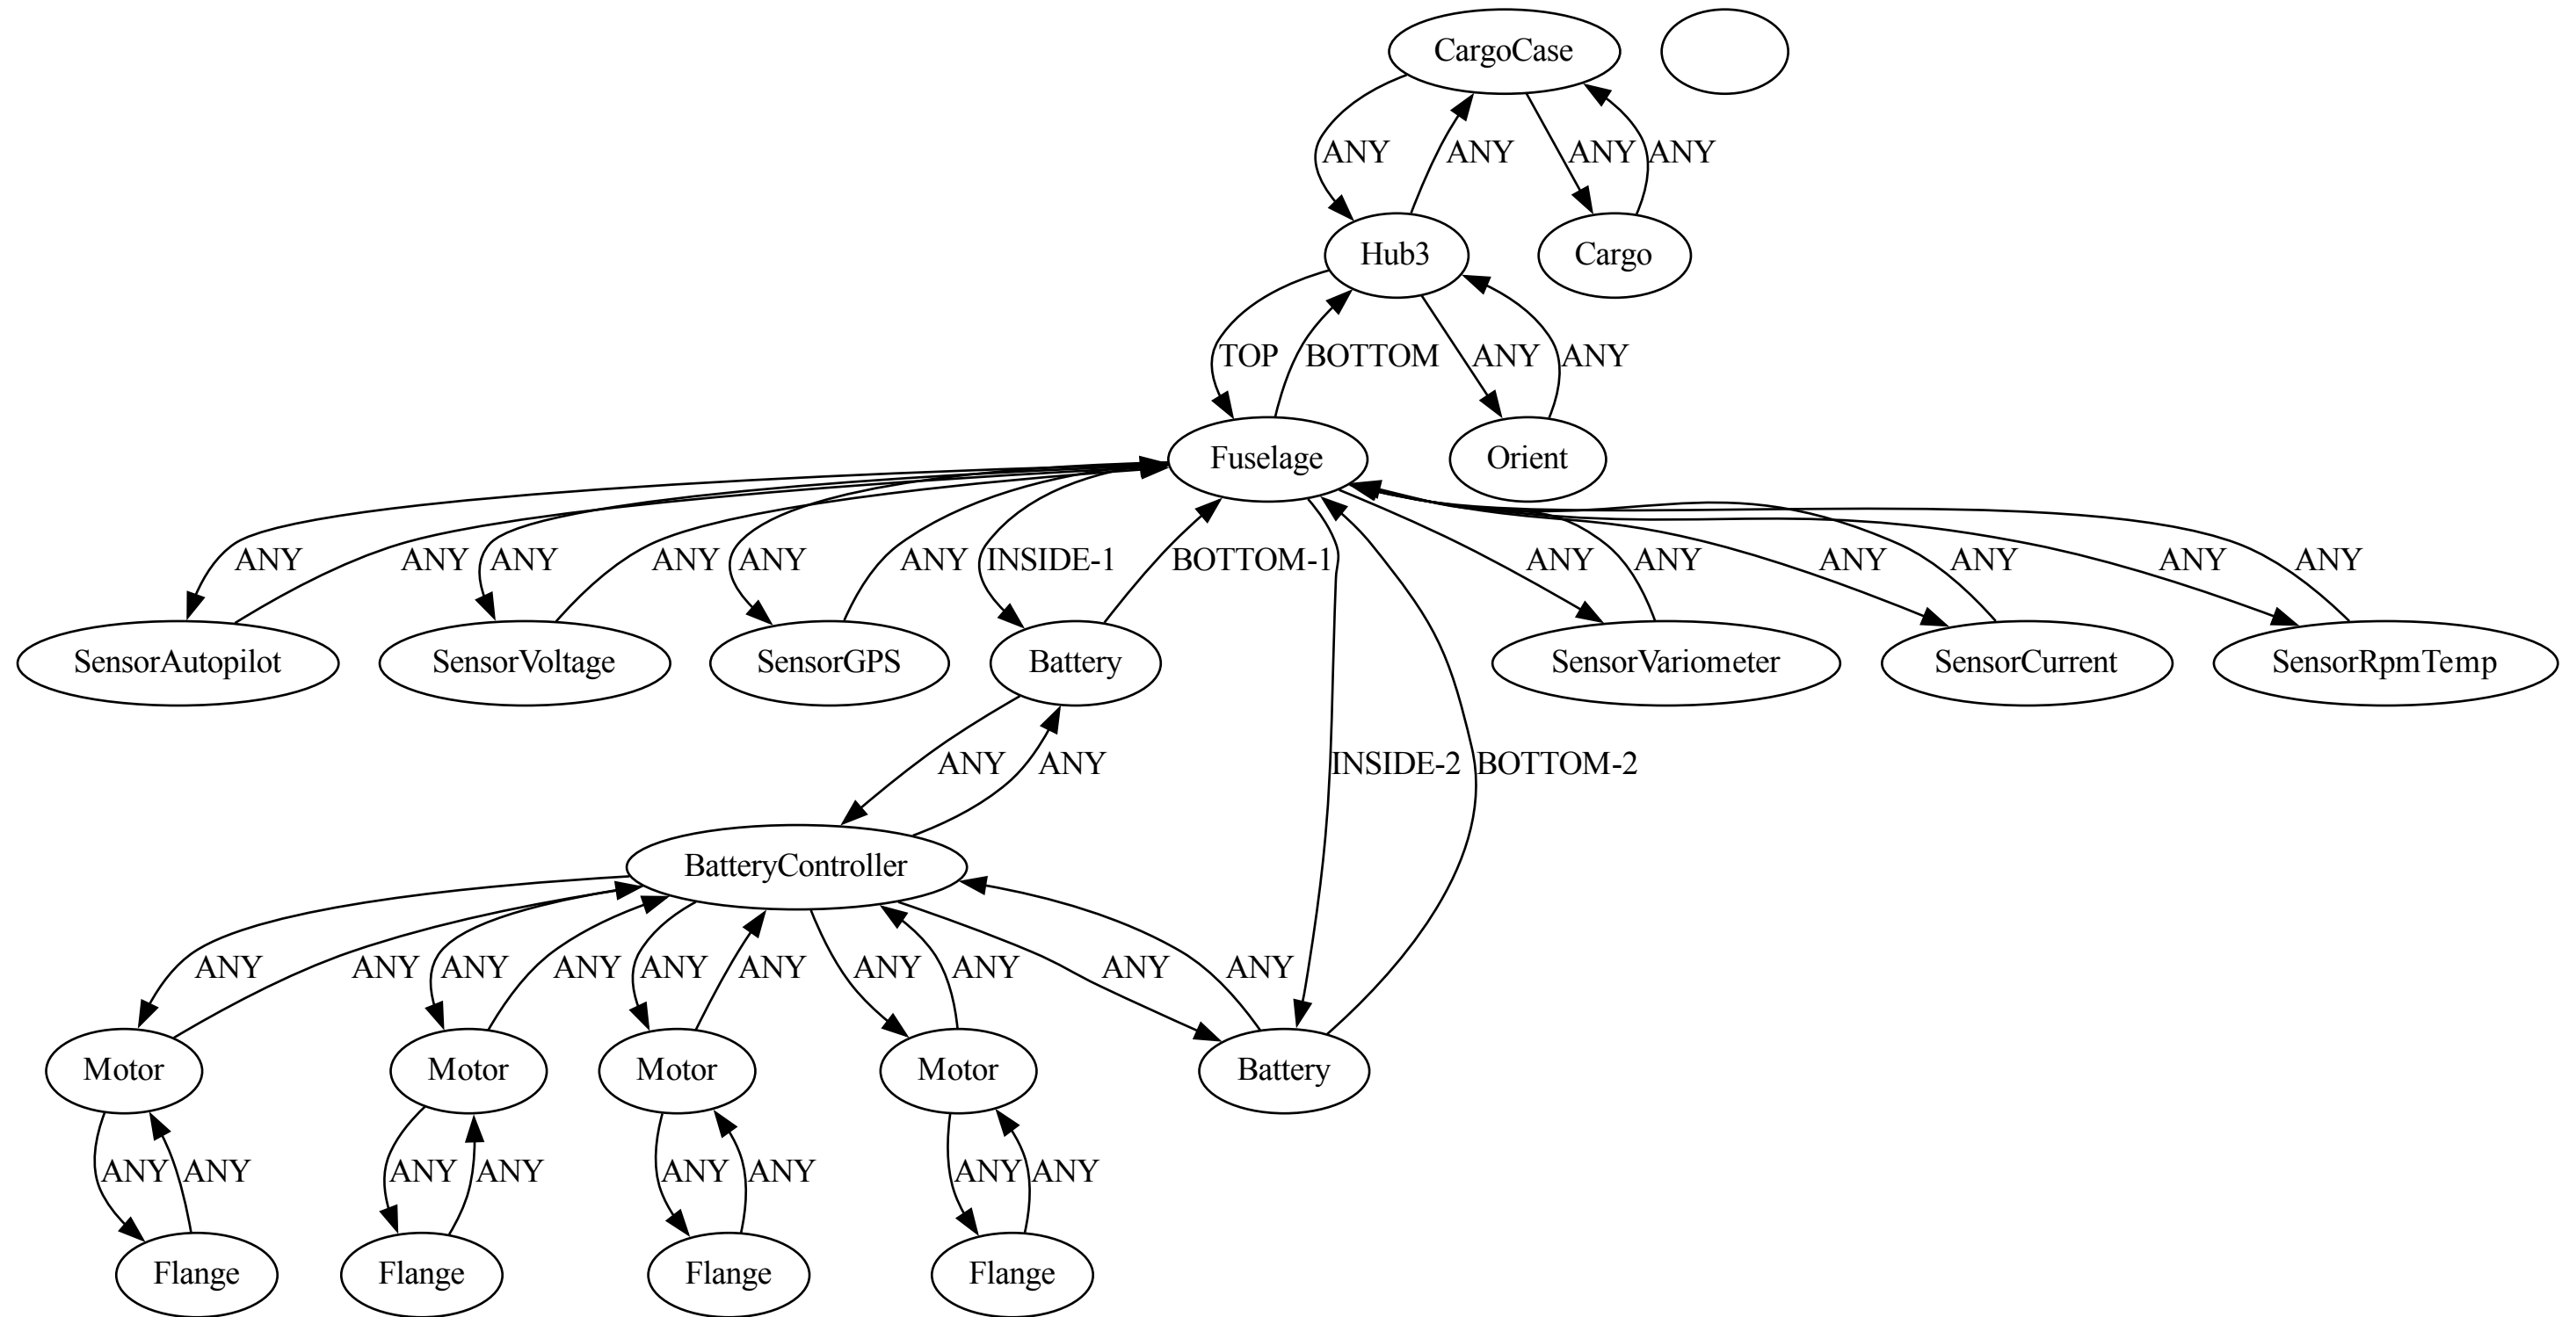 CargoCase
ANY ANY ANY ANY
Hub3 Cargo
TOP BOTTOM ANY ANY
Fuselage Orient
ANY ANY ANY ANY ANY ANY INSIDE-1 BOTTOM-1 ANY ANY ANY ANY ANY ANY
SensorAutopilot SensorVoltage SensorGPS Battery SensorVariometer SensorCurrent SensorRpmTemp
ANY ANY INSIDE-2 BOTTOM-2
BatteryController
ANY ANY ANY ANY ANY ANY ANY ANY ANY ANY
Motor Motor Motor Motor Battery
ANY ANY ANY ANY ANY ANY ANY ANY
Flange Flange Flange Flange